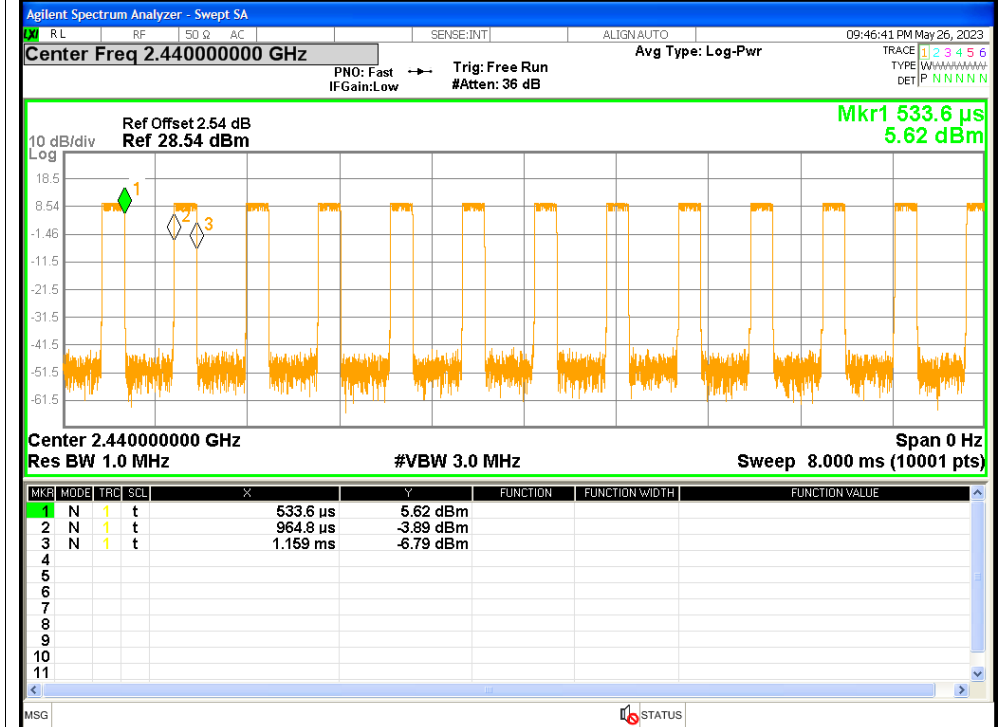 Agilent Spectrum Analyzer - Swept SA
LXI RL RF 50 Ω AC SENSE:INT ALIGN AUTO 09:46:41 PM May 26, 2023
Center Freq 2.440000000 GHz
PNO: Fast
IFGain:Low
Trig: Free Run
#Atten: 36 dB
Avg Type: Log-Pwr
TRACE 1 2 3 4 5 6
TYPE WWWWWW
DET P N N N N N
Mkr1 533.6 µs
5.62 dBm
10 dB/div
Log
Ref Offset 2.54 dB
Ref 28.54 dBm
18.5
8.54
-1.46
-11.5
-21.5
-31.5
-41.5
-51.5
-61.5
1
2
3
Center 2.440000000 GHz Span 0 Hz
Res BW 1.0 MHz #VBW 3.0 MHz Sweep 8.000 ms (10001 pts)
MKR MODE TRC SCL X Y FUNCTION FUNCTION WIDTH FUNCTION VALUE
1 N 1 t 533.6 µs 5.62 dBm
2 N 1 t 964.8 µs -3.89 dBm
3 N 1 t 1.159 ms -6.79 dBm
4
5
6
7
8
9
10
11
MSG STATUS